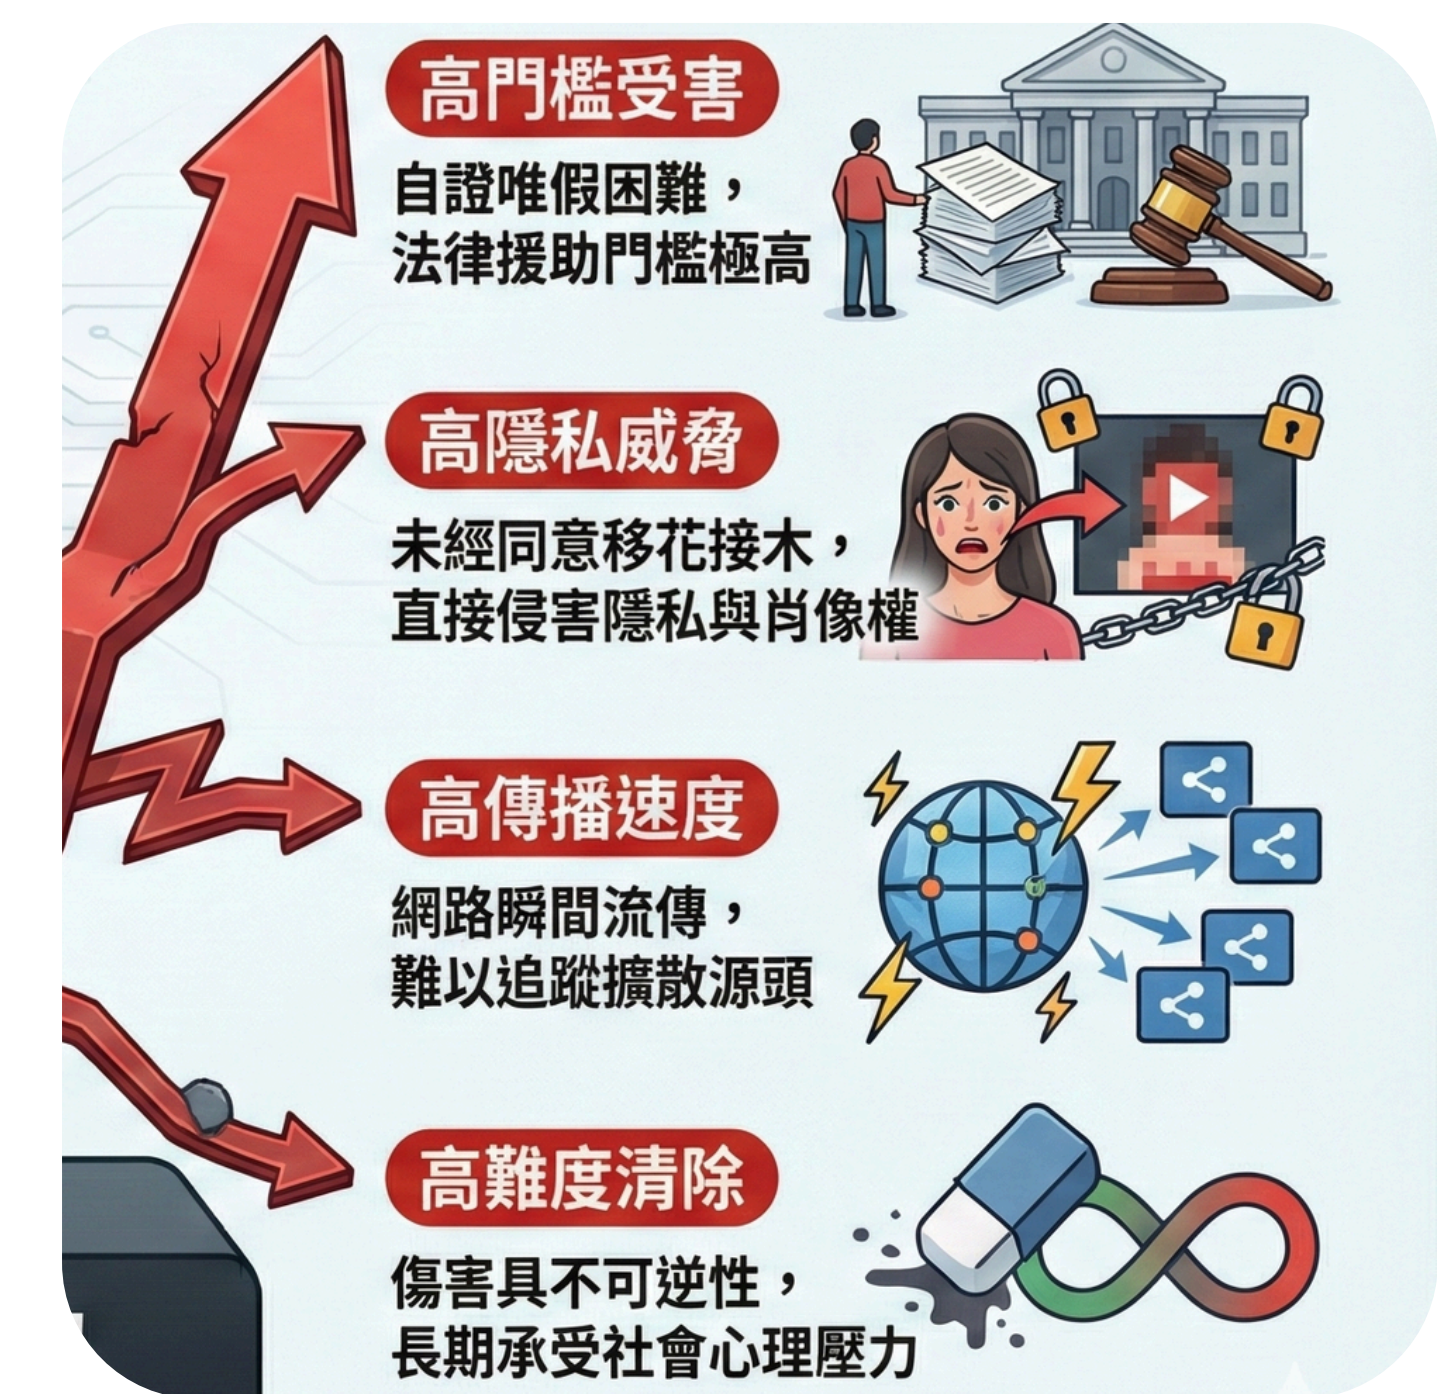 高門檻受害
自證唯假困難，
法律援助門檻極高
高隱私威脅
未經同意移花接木，
直接侵害隱私與肖像權
高傳播速度
網路瞬間流傳，
難以追蹤擴散源頭
高難度清除
傷害具不可逆性，
長期承受社會心理壓力